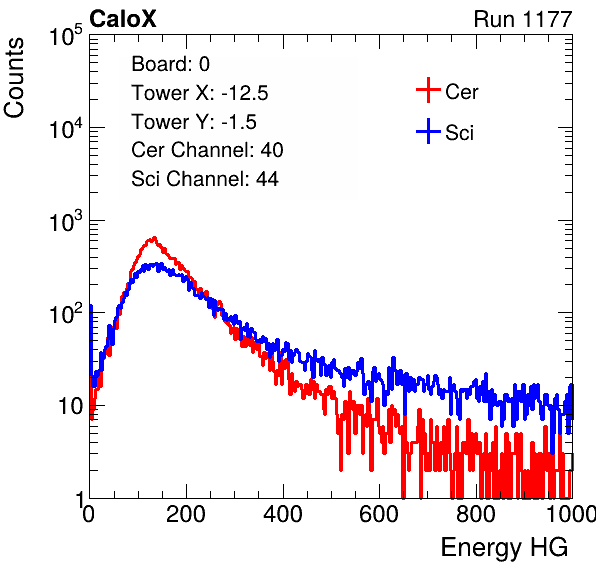 CaloX Run 1177
Counts
10^5
10^4
10^3
10^2
10
1
Board: 0
Tower X: -12.5
Tower Y: -1.5
Cer Channel: 40
Sci Channel: 44
Cer
Sci
0 200 400 600 800 1000
Energy HG